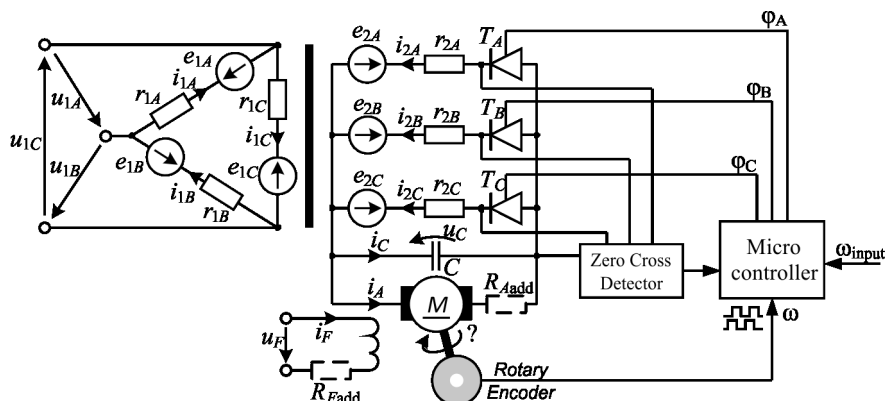 e2A
i2A
r2A
TA
φA
e1A
i1A
r1A
u1A
r1C
e2B
i2B
r2B
TB
φB
u1C
i1C
u1B
e1B
e1C
i1B
r1B
e2C
i2C
r2C
TC
φC
iC
uC
C
Zero Cross
Detector
Micro
controller
ωinput
iA
M
RAadd
ω
iF
uF
?
RFadd
Rotary
Encoder